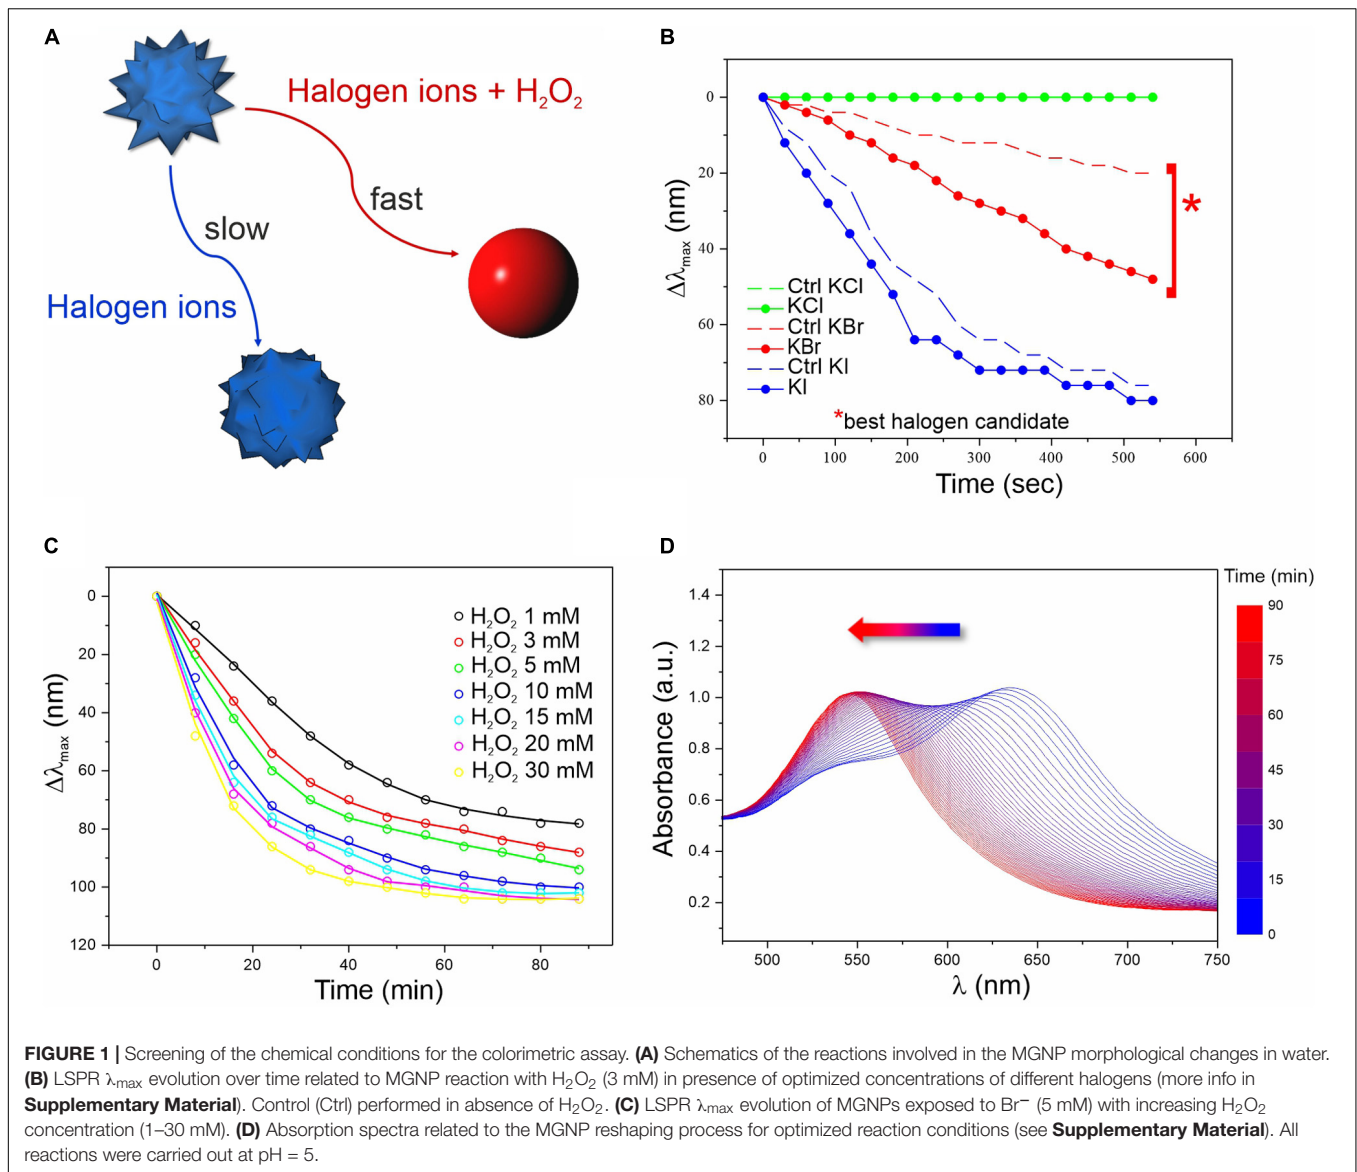 A
Halogen ions + H₂O₂
fast
slow
Halogen ions
B
0
20
40
60
80
Δλmax (nm)
Ctrl KCl
KCl
Ctrl KBr
KBr
Ctrl KI
KI
*
*best halogen candidate
0 100 200 300 400 500 600
Time (sec)
C
0
20
40
60
80
100
120
Δλmax (nm)
H₂O₂ 1 mM
H₂O₂ 3 mM
H₂O₂ 5 mM
H₂O₂ 10 mM
H₂O₂ 15 mM
H₂O₂ 20 mM
H₂O₂ 30 mM
0 20 40 60 80
Time (min)
D
1.4
1.2
1.0
0.8
0.6
0.4
0.2
Absorbance (a.u.)
500 550 600 650 700 750
λ (nm)
Time (min)
90
75
60
45
30
15
0
FIGURE 1 | Screening of the chemical conditions for the colorimetric assay. (A) Schematics of the reactions involved in the MGNP morphological changes in water.
(B) LSPR λmax evolution over time related to MGNP reaction with H₂O₂ (3 mM) in presence of optimized concentrations of different halogens (more info in
Supplementary Material). Control (Ctrl) performed in absence of H₂O₂. (C) LSPR λmax evolution of MGNPs exposed to Br⁻ (5 mM) with increasing H₂O₂
concentration (1–30 mM). (D) Absorption spectra related to the MGNP reshaping process for optimized reaction conditions (see Supplementary Material). All
reactions were carried out at pH = 5.